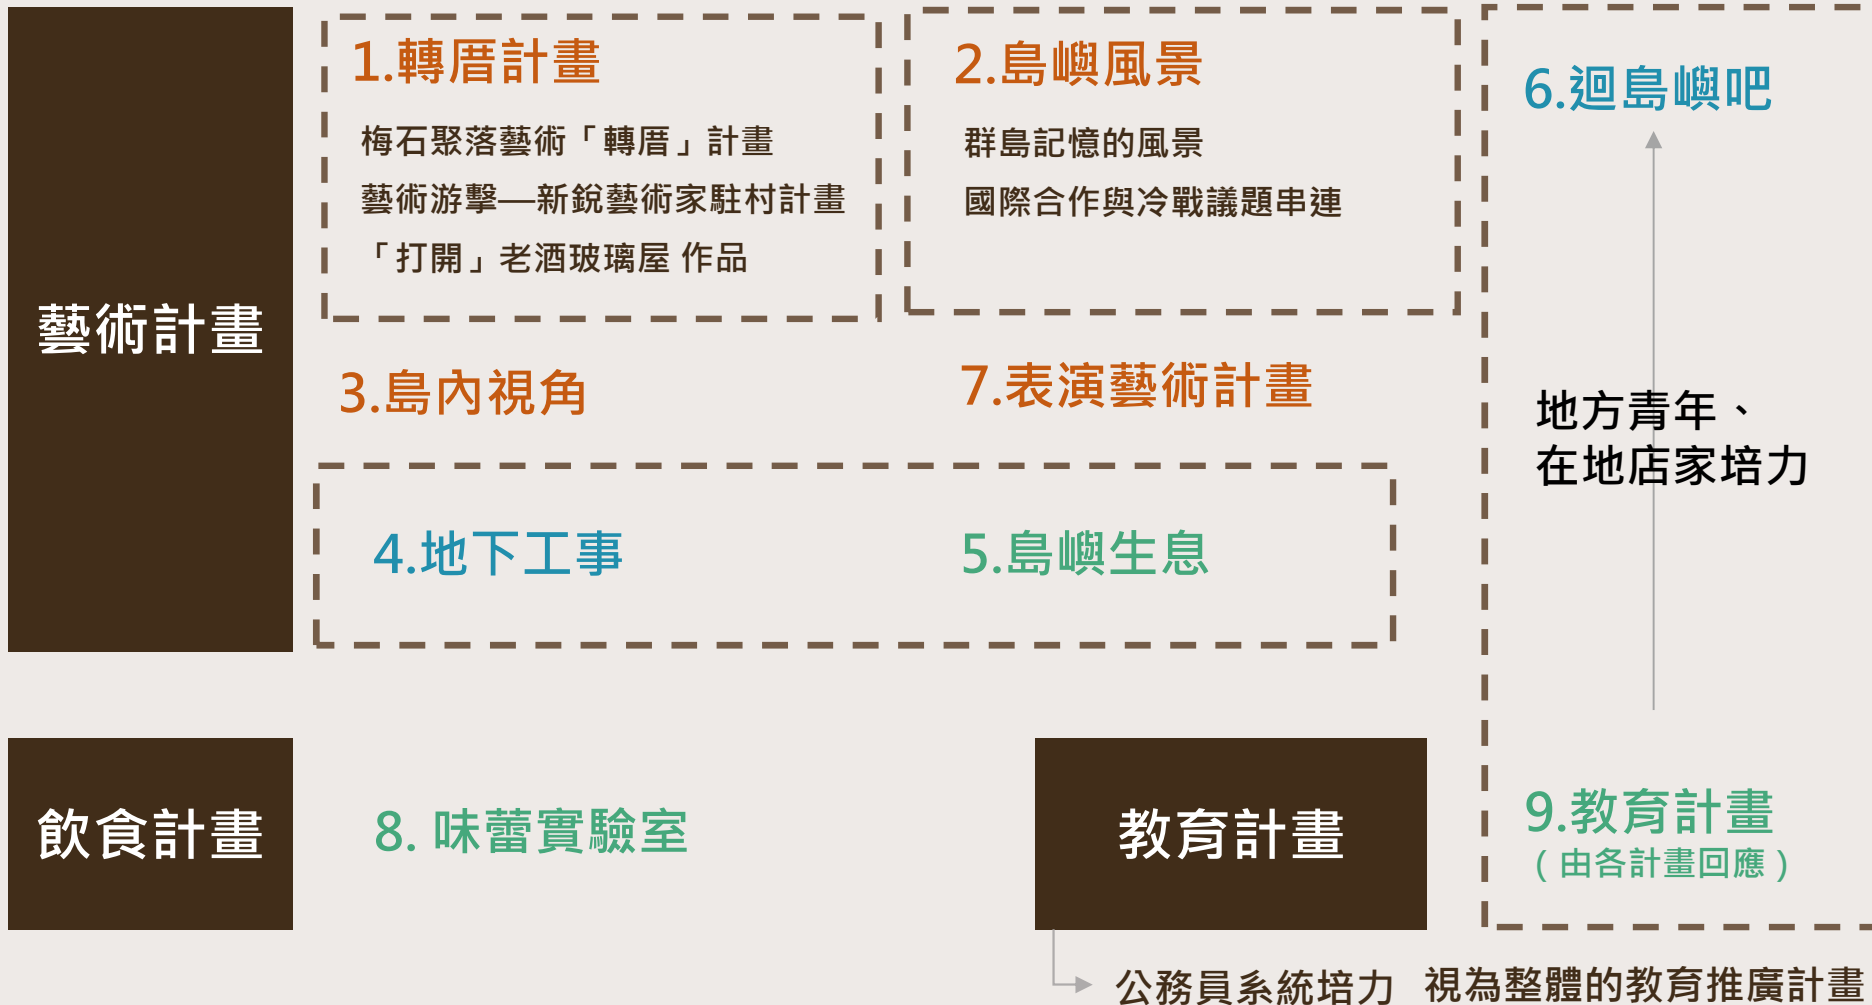 藝術計畫
1.轉厝計畫
梅石聚落藝術「轉厝」計畫
藝術游擊—新銳藝術家駐村計畫
「打開」老酒玻璃屋 作品
2.島嶼風景
群島記憶的風景
國際合作與冷戰議題串連
3.島內視角
7.表演藝術計畫
4.地下工事
5.島嶼生息
6.迴島嶼吧
地方青年、
在地店家培力
9.教育計畫
（由各計畫回應）
飲食計畫
8. 味蕾實驗室
教育計畫
公務員系統培力
視為整體的教育推廣計畫